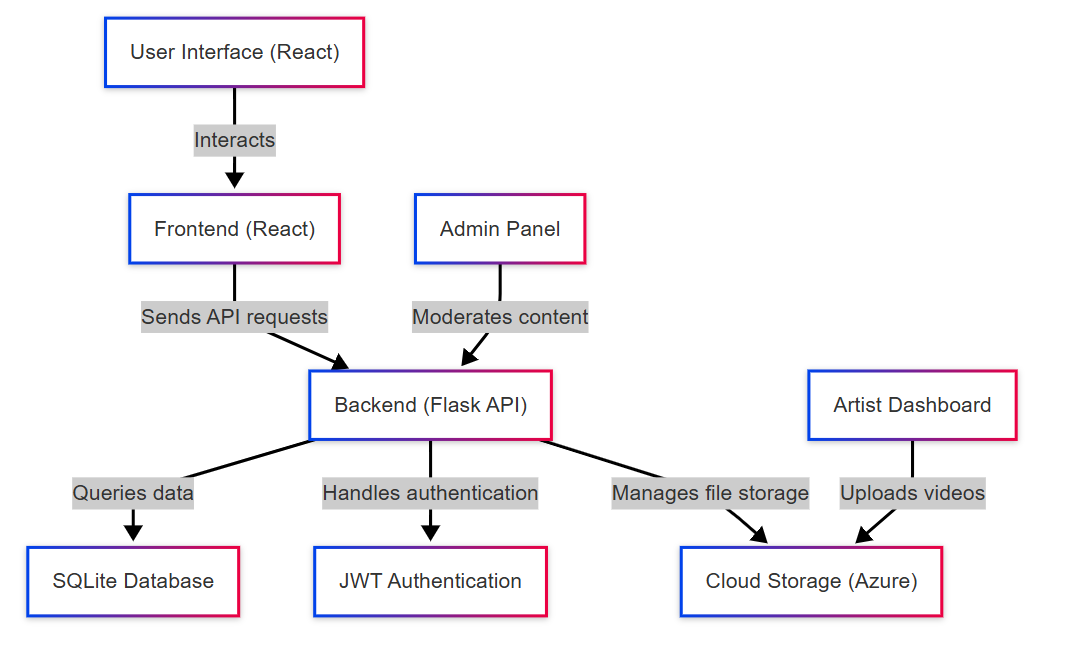 User Interface (React)
Interacts
Frontend (React)
Admin Panel
Sends API requests
Moderates content
Backend (Flask API)
Artist Dashboard
Queries data
Handles authentication
Manages file storage
Uploads videos
SQLite Database
JWT Authentication
Cloud Storage (Azure)